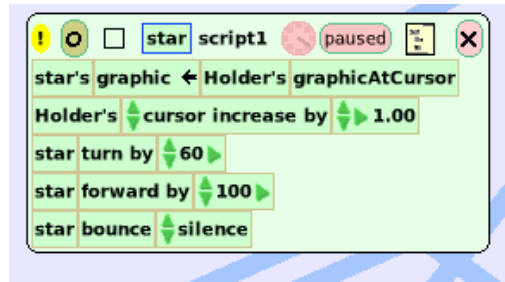 ! O star script1 paused
star's graphic ← Holder's graphicAtCursor
Holder's cursor increase by 1.00
star turn by 60
star forward by 100
star bounce silence